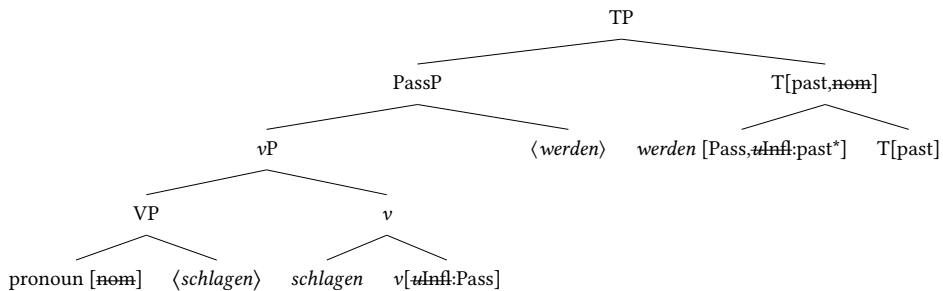 TP
PassP T[past,nom]
vP ⟨werden⟩ werden [Pass,uInfl:past*] T[past]
VP v
pronoun [nom] ⟨schlagen⟩ schlagen v[uInfl:Pass]